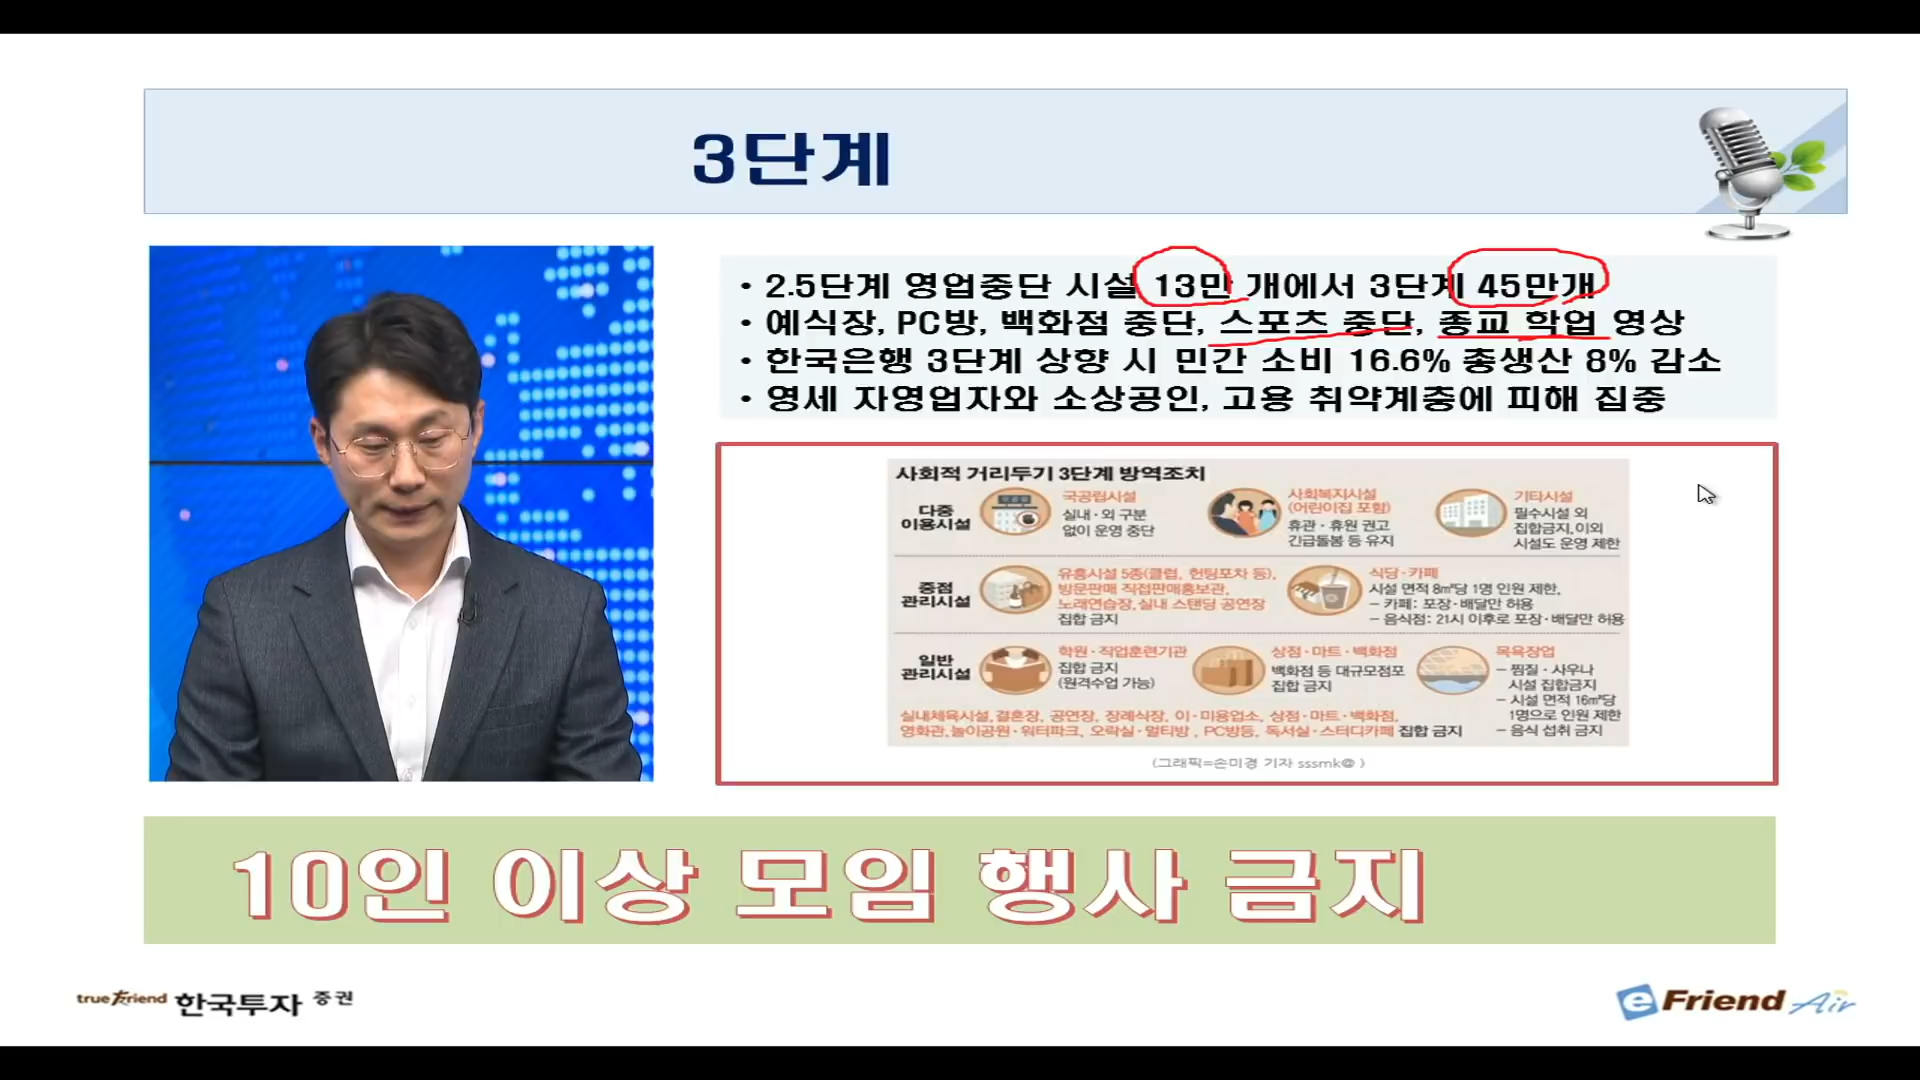 3단계
• 2.5단계 영업중단 시설 13만 개에서 3단계 45만개
• 예식장, PC방, 백화점 중단, 스포츠 중단, 종교 학업 영상
• 한국은행 3단계 상향 시 민간 소비 16.6% 총생산 8% 감소
• 영세 자영업자와 소상공인, 고용 취약계층에 피해 집중
사회적 거리두기 3단계 방역조치
다중
이용시설
국공립시설
실내·외 구분
없이 운영 중단
사회복지시설
(어린이집 포함)
휴관·휴원 권고
긴급돌봄 등 유지
기타시설
필수시설 외
집합금지, 이외
시설도 운영 제한
중점
관리시설
유흥시설 5종(클럽, 헌팅포차 등),
방문판매 직접판매홍보관,
노래연습장, 실내 스탠딩 공연장
집합 금지
식당·카페
시설 면적 8㎡당 1명 인원 제한,
– 카페: 포장·배달만 허용
– 음식점: 21시 이후로 포장·배달만 허용
일반
관리시설
학원·직업훈련기관
집합 금지
(원격수업 가능)
상점·마트·백화점
백화점 등 대규모점포
집합 금지
목욕장업
– 찜질·사우나
시설 집합금지
– 시설 면적 16㎡당
1명으로 인원 제한
– 음식 섭취 금지
실내체육시설, 결혼장, 공연장, 장례식장, 이·미용업소, 상점·마트·백화점,
영화관, 놀이공원·워터파크, 오락실·멀티방, PC방등, 독서실·스터디카페 집합 금지
(그래픽=손미경 기자 sssmk@ )
10인 이상 모임 행사 금지
true friend 한국투자 증권
e Friend Air